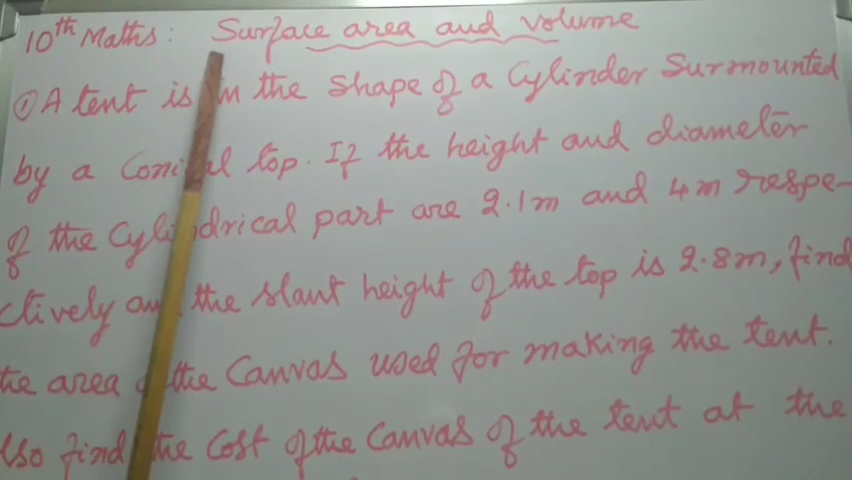 10th Maths: Surface area and volume
① A tent is in the shape of a Cylinder Surmounted
by a Conical top. If the height and diameter
of the Cylindrical part are 2.1m and 4m respe-
ctively and the slant height of the top is 2.8m, find
the area of the Canvas used for making the tent.
Also find the Cost of the Canvas of the tent at the